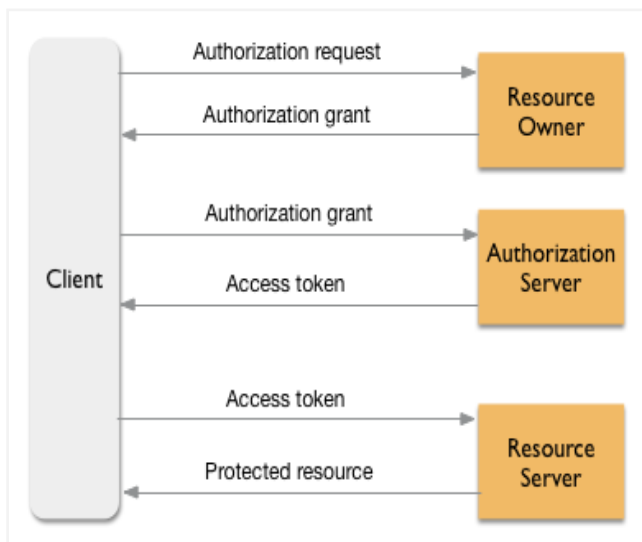 Authorization request
Resource
Owner
Authorization grant
Authorization grant
Authorization
Server
Client
Access token
Access token
Resource
Server
Protected resource